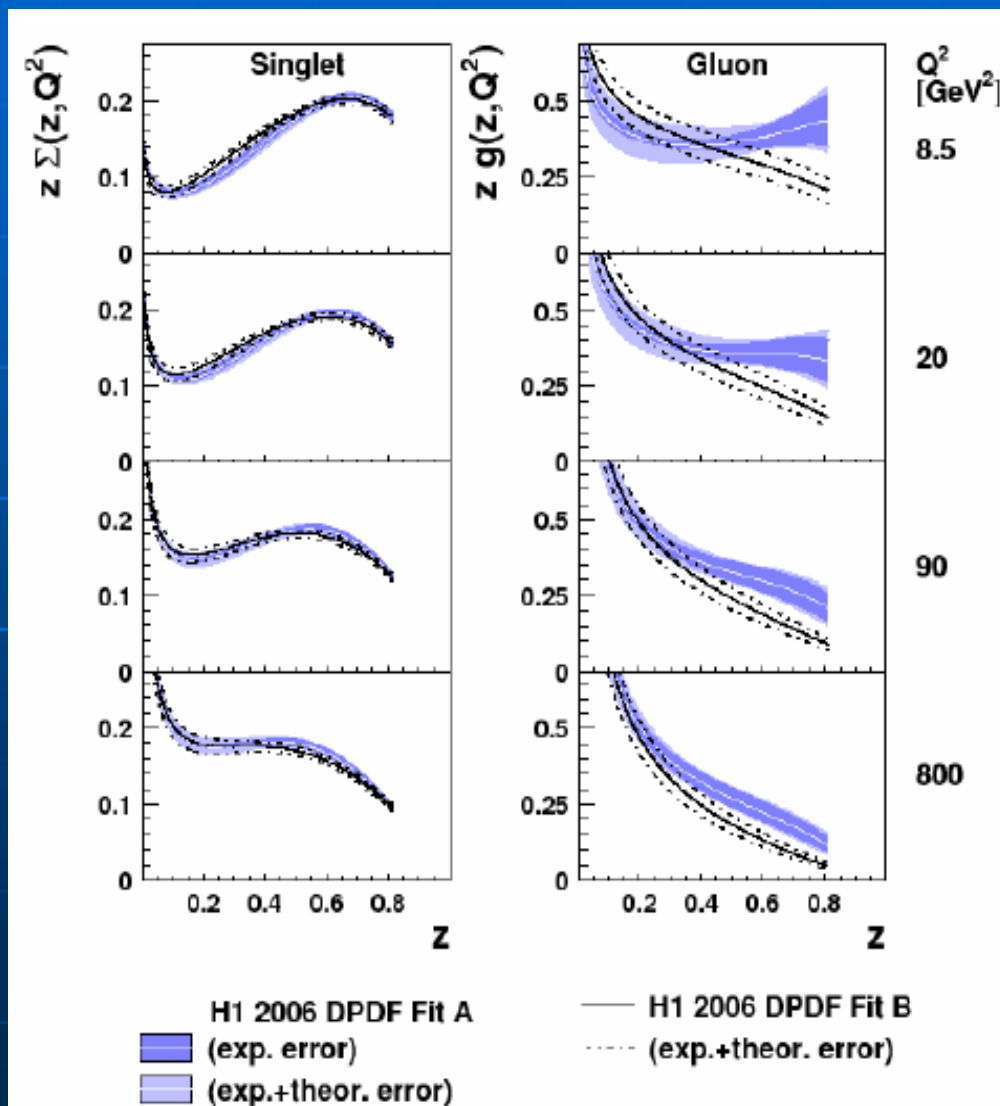 Singlet
Gluon
Q² [GeV²]
z Σ(z,Q²)
z g(z,Q²)
0.2
0.1
0
0.5
0.25
0
8.5
0.2
0.1
0
0.5
0.25
0
20
0.2
0.1
0
0.5
0.25
0
90
0.2
0.1
0
0.5
0.25
0
800
0.2 0.4 0.6 0.8
z
0.2 0.4 0.6 0.8
z
H1 2006 DPDF Fit A
(exp. error)
(exp.+theor. error)
H1 2006 DPDF Fit B
(exp.+theor. error)